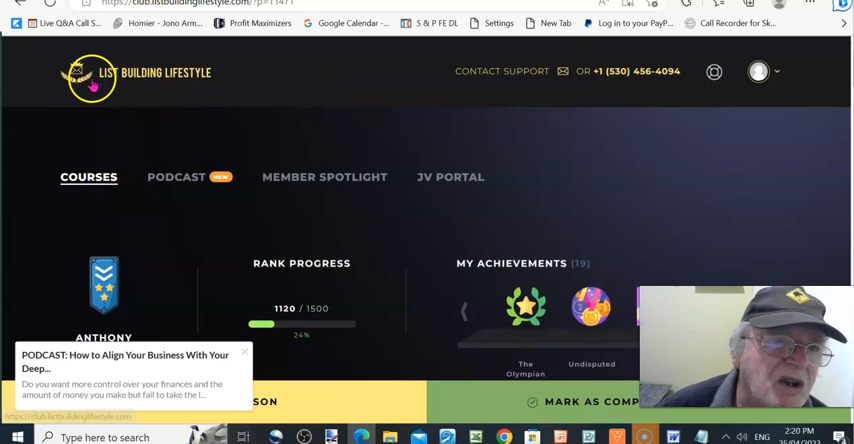 https://club.listbuildinglifestyle.com/?p=11471
Live Q&A Call S... Homier - Jono Arm... Profit Maximizers Google Calendar -... S & P FE DL Settings New Tab Log in to your PayP... Call Recorder for Sk...
LIST BUILDING LIFESTYLE CONTACT SUPPORT OR +1 (530) 456-4094
COURSES PODCAST NEW MEMBER SPOTLIGHT JV PORTAL
RANK PROGRESS MY ACHIEVEMENTS (19)
1120 / 1500
24%
ANTHONY
The Olympian
Undisputed
PODCAST: How to Align Your Business With Your
Deep...
Do you want more control over your finances and the
amount of money you make but fail to take the l...
SON MARK AS COMP
https://club.listbuildinglifestyle.com
Type here to search ENG 2:20 PM
25/04/2023